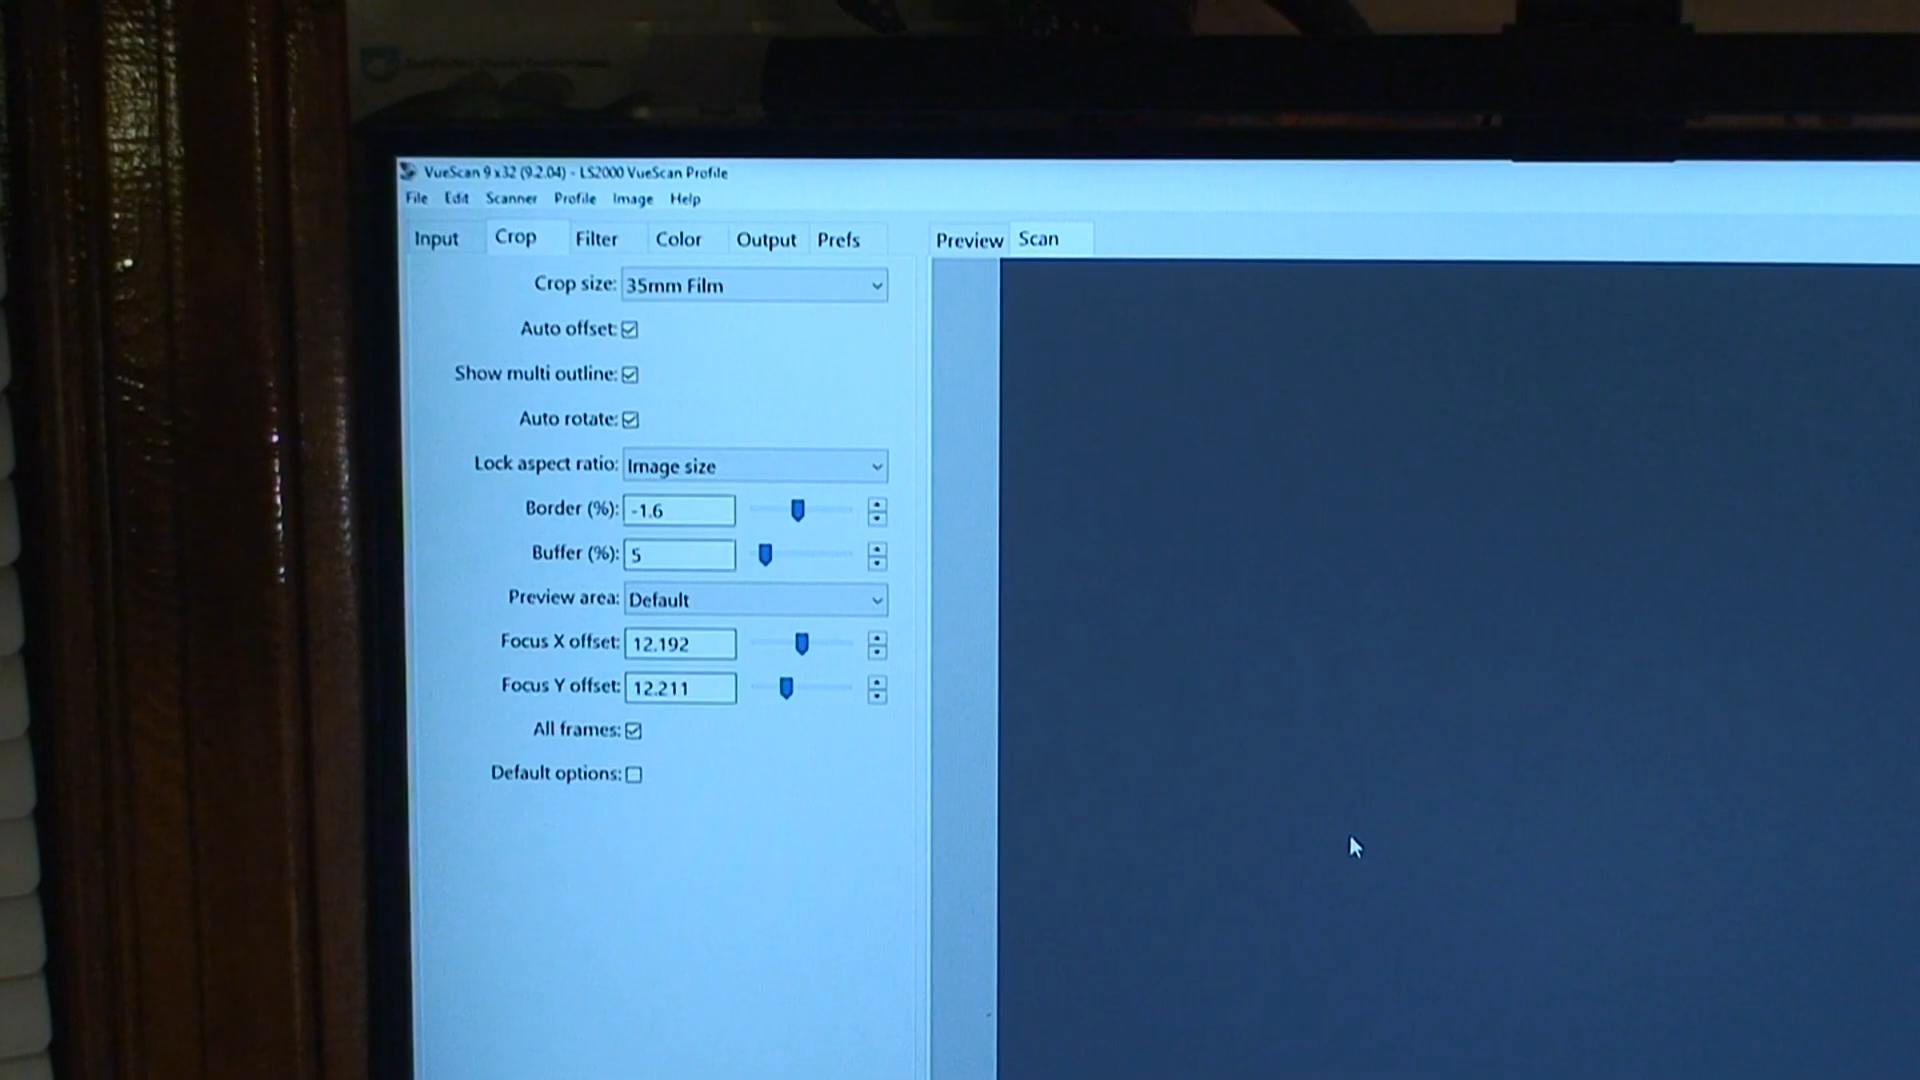 VueScan 9 x32 (9.2.04) - LS2000 VueScan Profile
File Edit Scanner Profile Image Help
Input Crop Filter Color Output Prefs Preview Scan
Crop size: 35mm Film
Auto offset:
Show multi outline:
Auto rotate:
Lock aspect ratio: Image size
Border (%): -1.6
Buffer (%): 5
Preview area: Default
Focus X offset: 12.192
Focus Y offset: 12.211
All frames:
Default options: